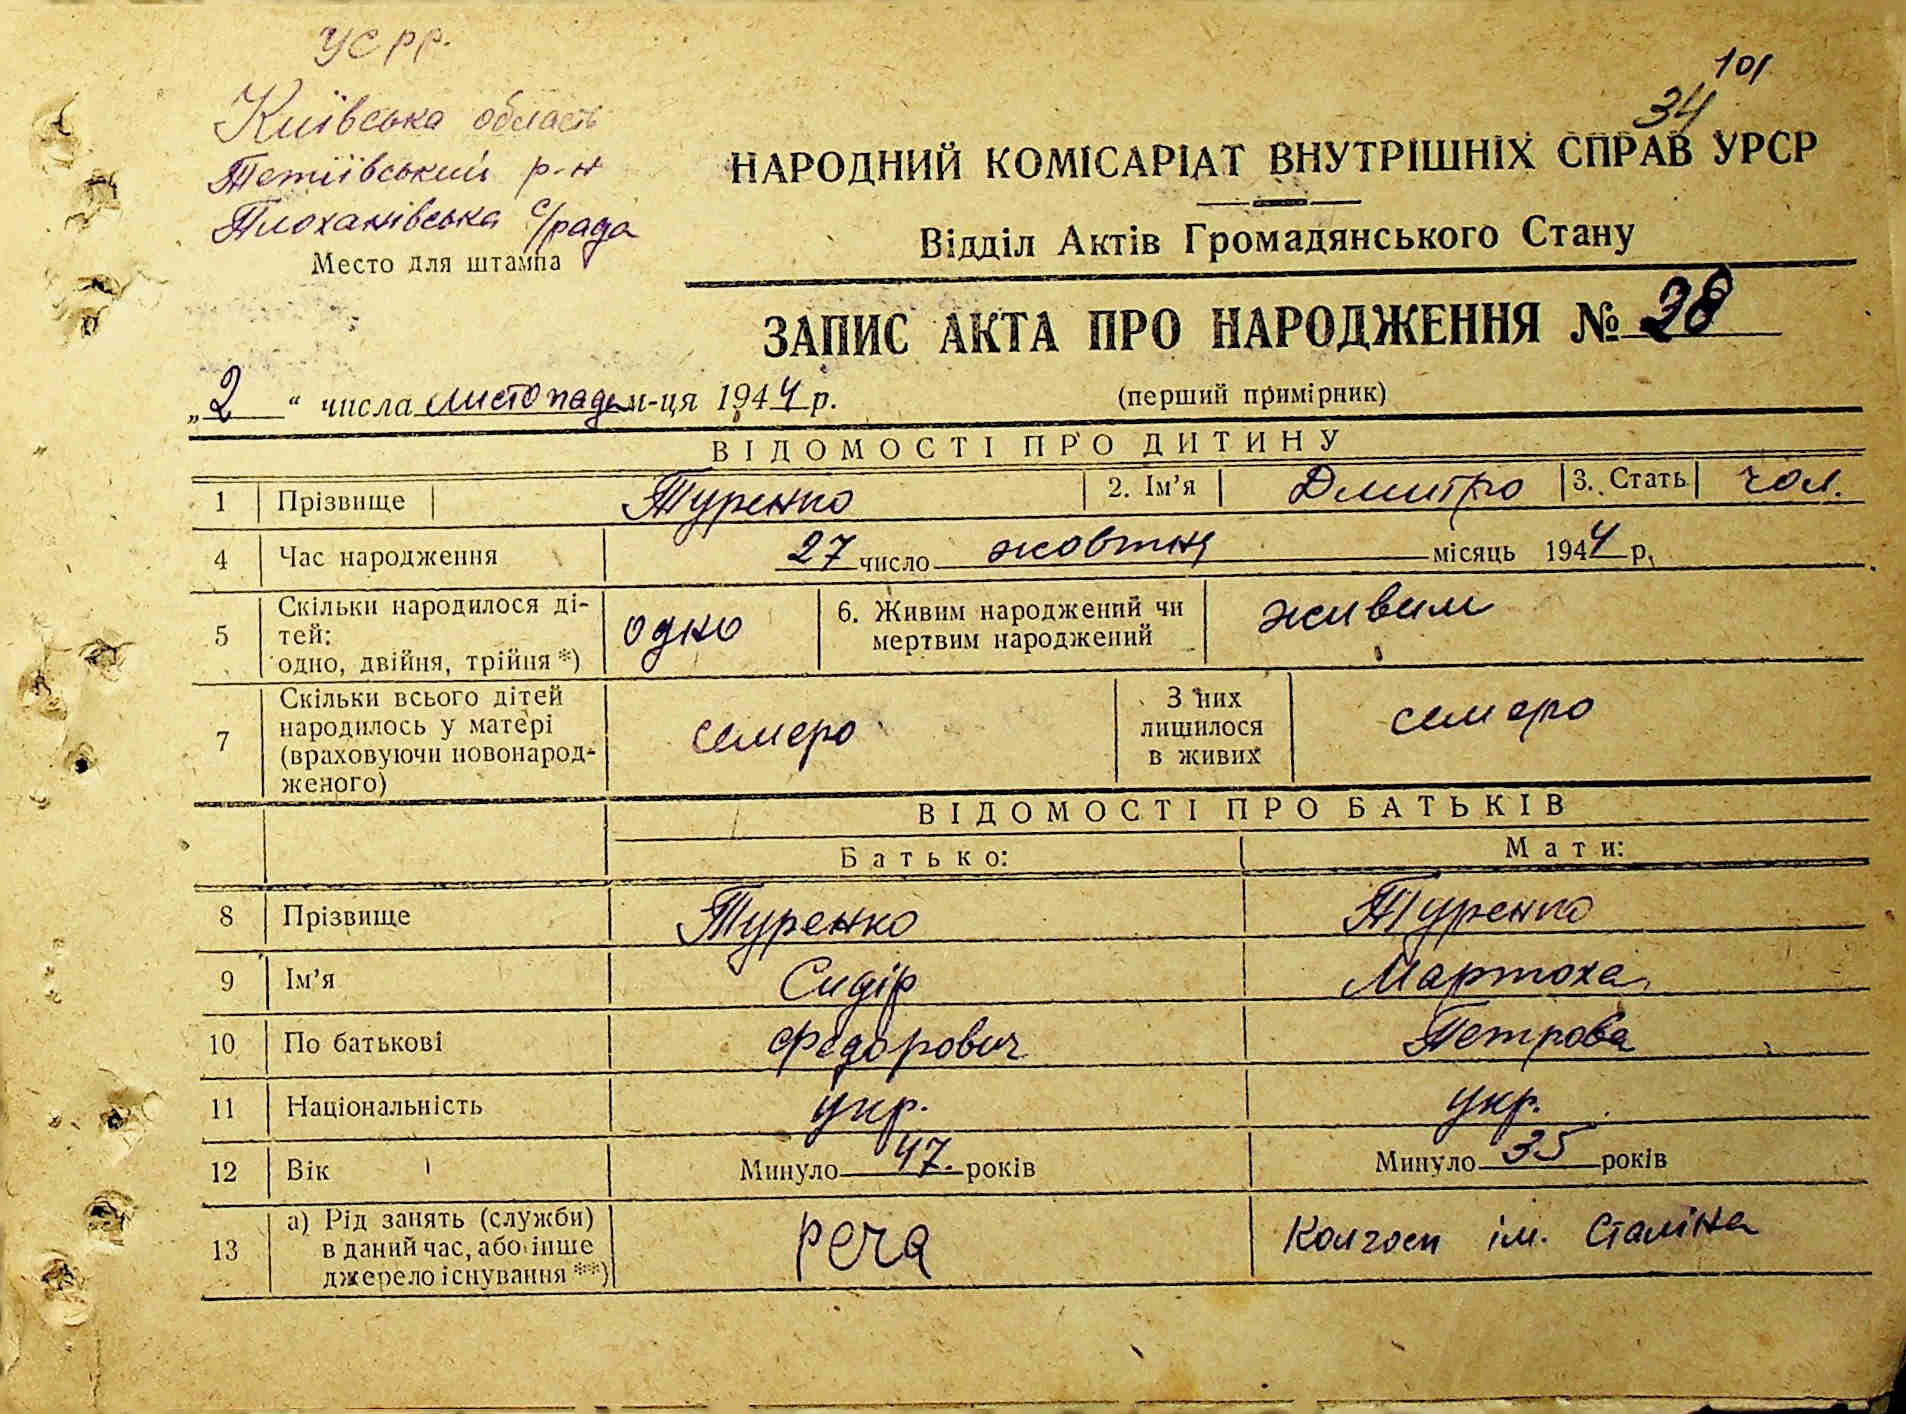 УСРР.
101
34
Київська область
Тетіївський р-н
Плоханівська с/рада
Место для штампа
НАРОДНИЙ КОМІСАРІАТ ВНУТРІШНІХ СПРАВ УРСР
Відділ Актів Громадянського Стану
ЗАПИС АКТА ПРО НАРОДЖЕННЯ № 28
„2“ числа листопада м-ця 1944 р. (перший примірник)
ВІДОМОСТІ ПРО ДИТИНУ
1 Прізвище Туренко 2. Ім’я Дмитро 3. Стать чол.
4 Час народження 27 число жовтня місяць 1944 р.
5 Скільки народилося ді-
тей:
одно, двійня, трійня *) одно
6. Живим народжений чи
мертвим народжений живим
7 Скільки всього дітей
народилось у матері
(враховуючи новонарод-
женого) семеро
З них
лишилося
в живих семеро
ВІДОМОСТІ ПРО БАТЬКІВ
Батько: Мати:
8 Прізвище Туренко Туренко
9 Ім’я Сидір Мартоха
10 По батькові Федорович Петрова
11 Національність укр. укр.
12 Вік Минуло 47 років Минуло 35 років
13 а) Рід занять (служби)
в даний час, або інше
джерело існування **) Колгосп ім. Сталіна